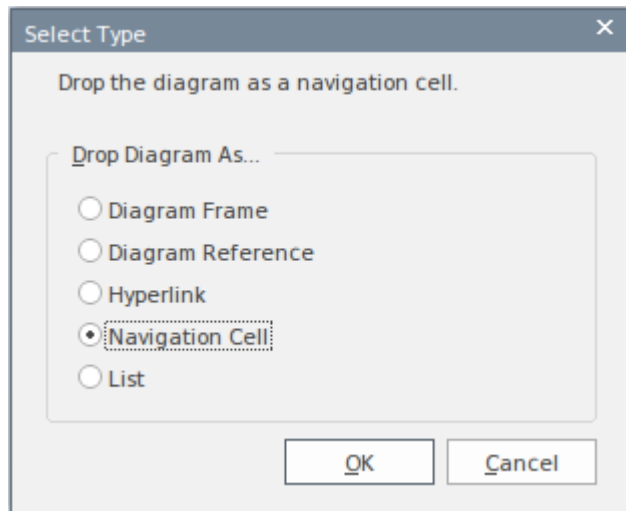 Select Type
Drop the diagram as a navigation cell.
Drop Diagram As...
Diagram Frame
Diagram Reference
Hyperlink
Navigation Cell
List
OK
Cancel